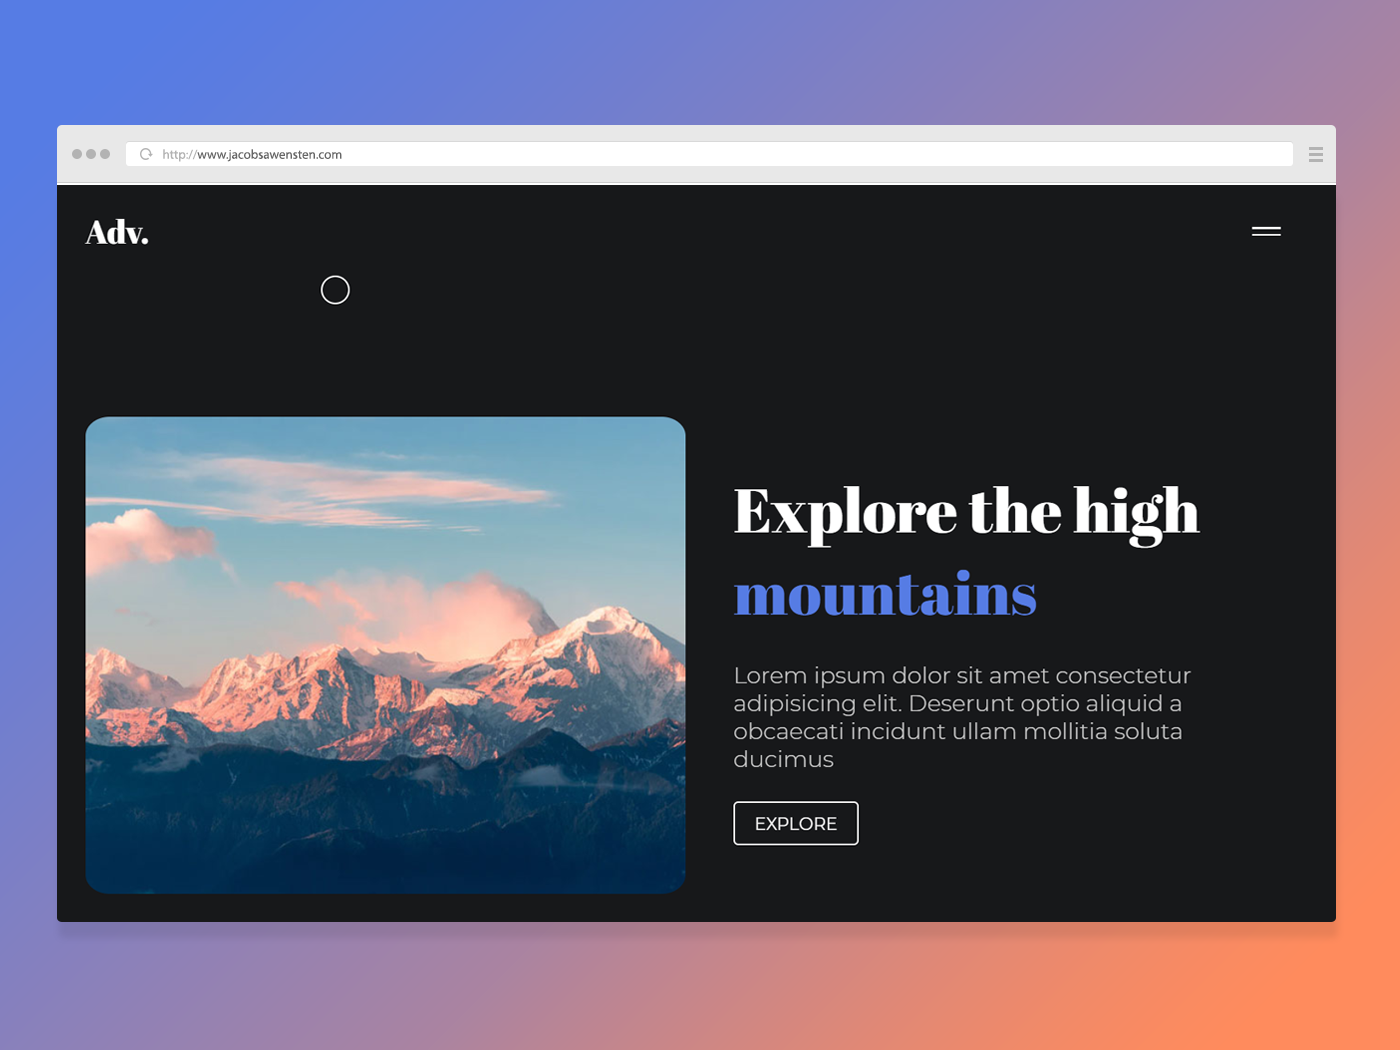 http://www.jacobsawensten.com
Adv.
Explore the high
mountains
Lorem ipsum dolor sit amet consectetur
adipisicing elit. Deserunt optio aliquid a
obcaecati incidunt ullam mollitia soluta
ducimus
EXPLORE